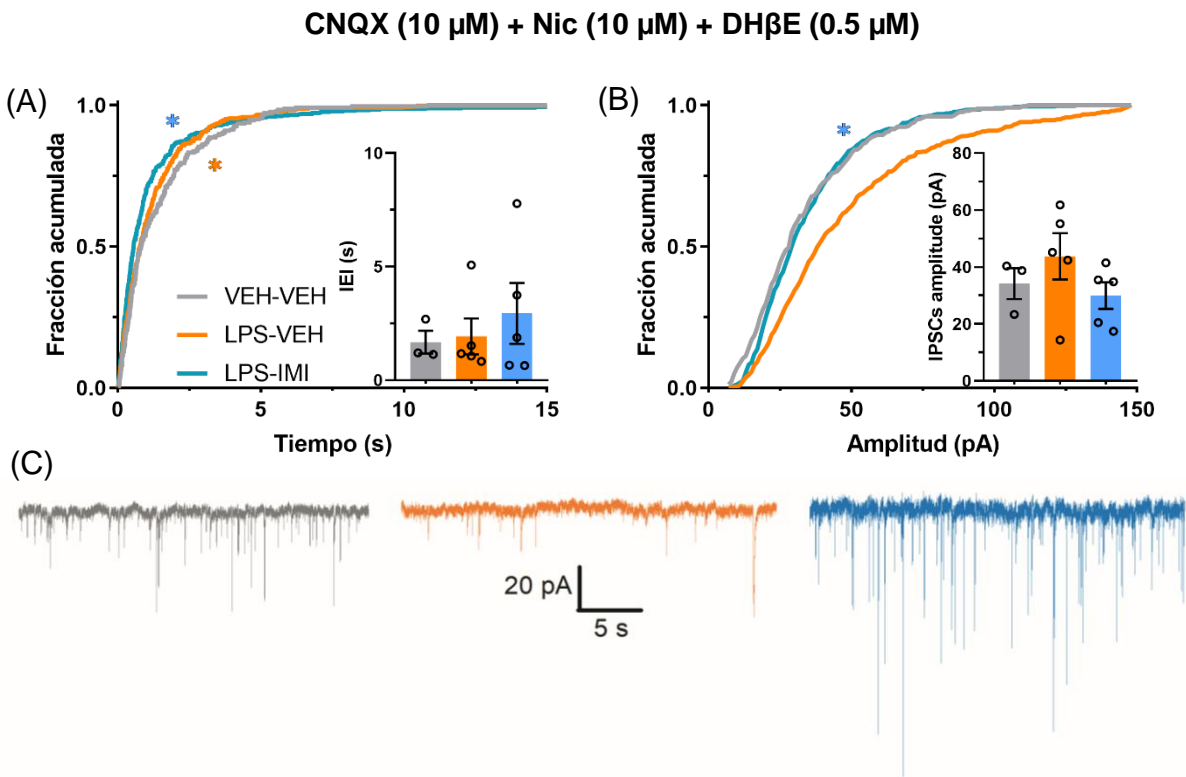 CNQX (10 µM) + Nic (10 µM) + DHβE (0.5 µM)
(A)
Fracción acumulada
1.0
0.5
0.0
*
*
VEH-VEH
LPS-VEH
LPS-IMI
IEI (s)
10
5
0
0
5
10
15
Tiempo (s)
(B)
Fracción acumulada
1.0
0.5
0.0
*
IPSCs amplitude (pA)
80
60
40
20
0
0
50
100
150
Amplitud (pA)
(C)
20 pA
5 s